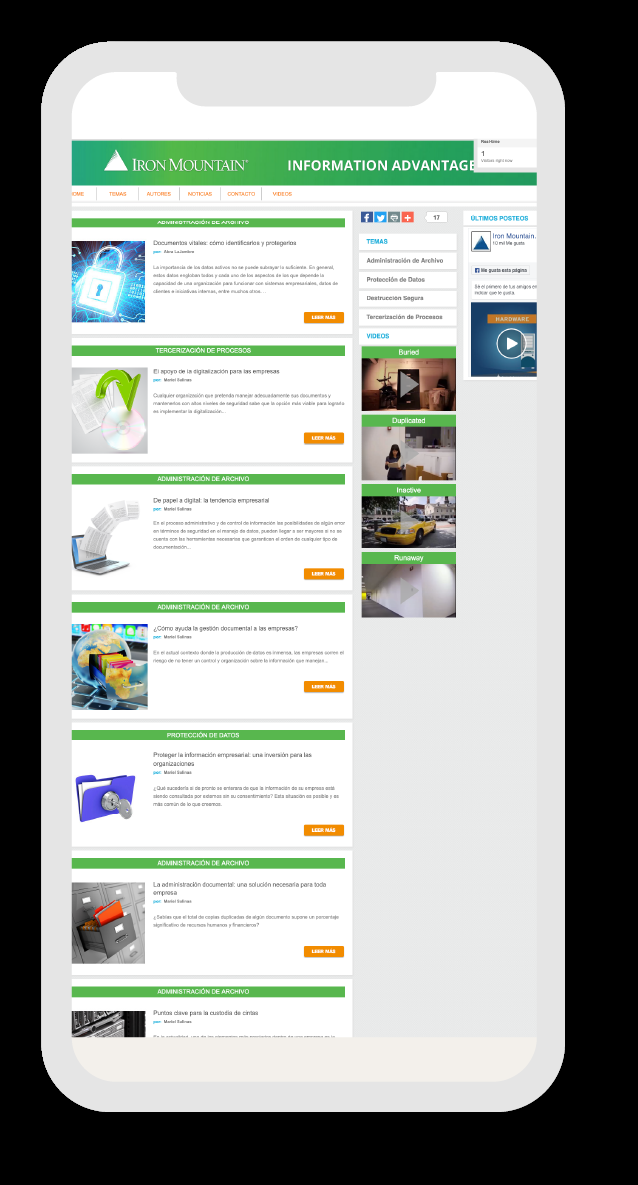 IRON MOUNTAIN
INFORMATION ADVANTAGE
1
Visitors right now
OME
TEMAS
AUTORES
NOTICIAS
CONTACTO
VIDEOS
ADMINISTRACIÓN DE ARCHIVO
Documentos vitales: cómo identificarlos y protegerlos
por:
La importancia de los datos activos no se puede subrayar lo suficiente. En general,
estos datos engloban todos y cada uno de los aspectos de los que depende la
capacidad de una organización para funcionar con sistemas empresariales, datos de
clientes e iniciativas internas, entre muchos otros...
LEER MÁS
TERCERIZACIÓN DE PROCESOS
El apoyo de la digitalización para las empresas
por: Mariel Salinas
Cualquier organización que pretenda manejar adecuadamente sus documentos y
mantenerlos con altos niveles de seguridad sabe que la opción más viable para lograrlo
es implementar la digitalización...
LEER MÁS
ADMINISTRACIÓN DE ARCHIVO
De papel a digital: la tendencia empresarial
por: Mariel Salinas
En el proceso administrativo y de control de información las posibilidades de algún error
en términos de seguridad en el manejo de datos, pueden llegar a ser mayores si no se
cuenta con las herramientas necesarias que garanticen el orden de cualquier tipo de
documentación...
LEER MÁS
ADMINISTRACIÓN DE ARCHIVO
¿Cómo ayuda la gestión documental a las empresas?
por: Mariel Salinas
En el actual contexto donde la producción de datos es inmensa, las empresas corren el
riesgo de no tener un control y organización sobre la información que manejan...
LEER MÁS
PROTECCIÓN DE DATOS
Proteger la información empresarial: una inversión para las
organizaciones
por: Mariel Salinas
¿Qué sucedería si de pronto se enterara de que la información de su empresa está
siendo consultada por externos sin su consentimiento? Esta situación es posible y es
más común de lo que creemos.
LEER MÁS
ADMINISTRACIÓN DE ARCHIVO
La administración documental: una solución necesaria para toda
empresa
por: Mariel Salinas
¿Sabías que el total de copias duplicadas de algún documento supone un porcentaje
significativo de recursos humanos y financieros?
LEER MÁS
ADMINISTRACIÓN DE ARCHIVO
Puntos clave para la custodia de cintas
por: Mariel Salinas
17
TEMAS
Administración de Archivo
Protección de Datos
Destrucción Segura
Tercerización de Procesos
VIDEOS
Buried
Duplicated
Inactive
Runaway
ÚLTIMOS POSTEOS
Iron Mountain.
10 mil Me gusta
Me gusta esta página
Sé el primero de tus amigos en
indicar que le gusta.
HARDWARE